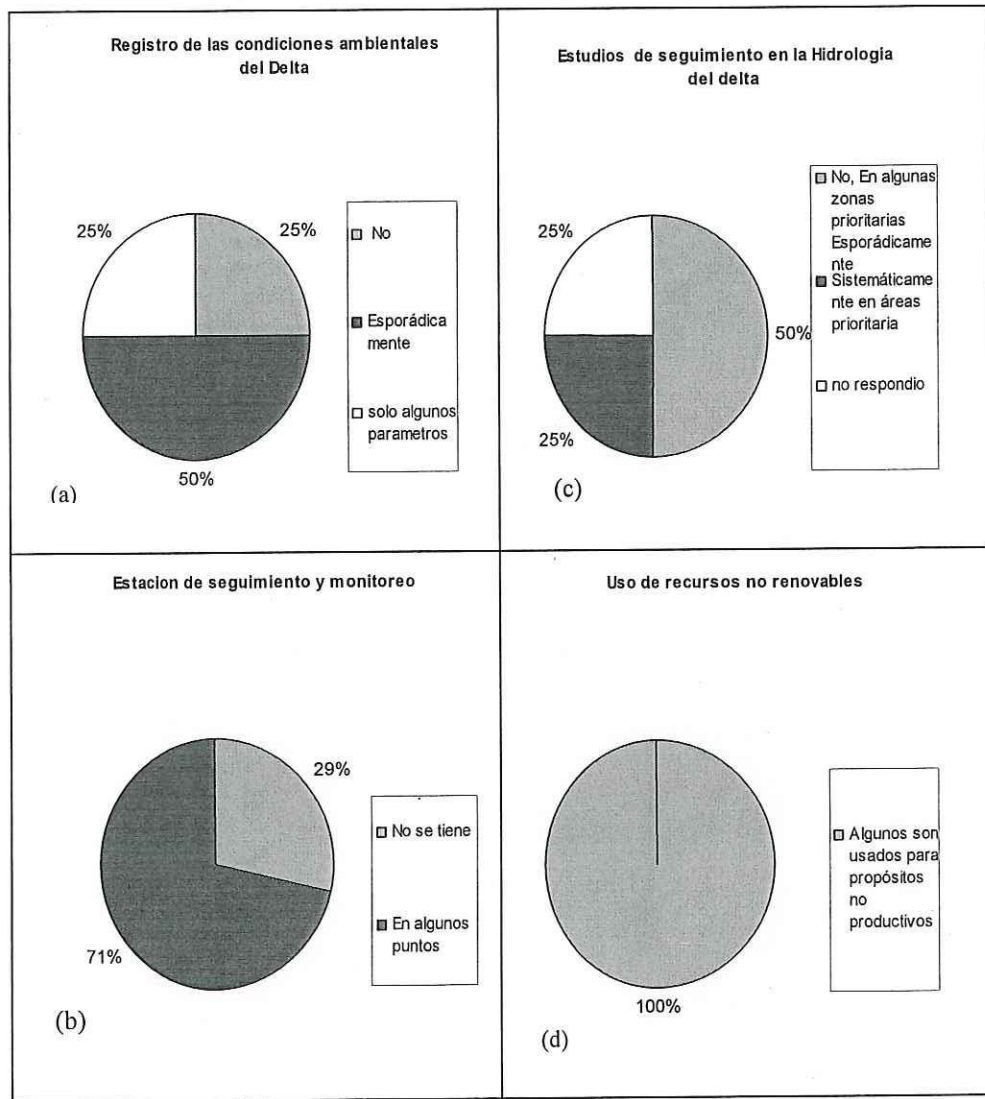 Registro de las condiciones ambientales
del Delta
25%
25%
50%
No
Esporádica
mente
solo algunos
parametros
(a)
Estudios de seguimiento en la Hidrologia
del delta
25%
50%
25%
No, En algunas
zonas
prioritarias
Esporádicame
nte
Sistemáticame
nte en áreas
prioritaria
no respondio
(c)
Estacion de seguimiento y monitoreo
29%
71%
No se tiene
En algunos
puntos
(b)
Uso de recursos no renovables
100%
Algunos son
usados para
propósitos
no
productivos
(d)